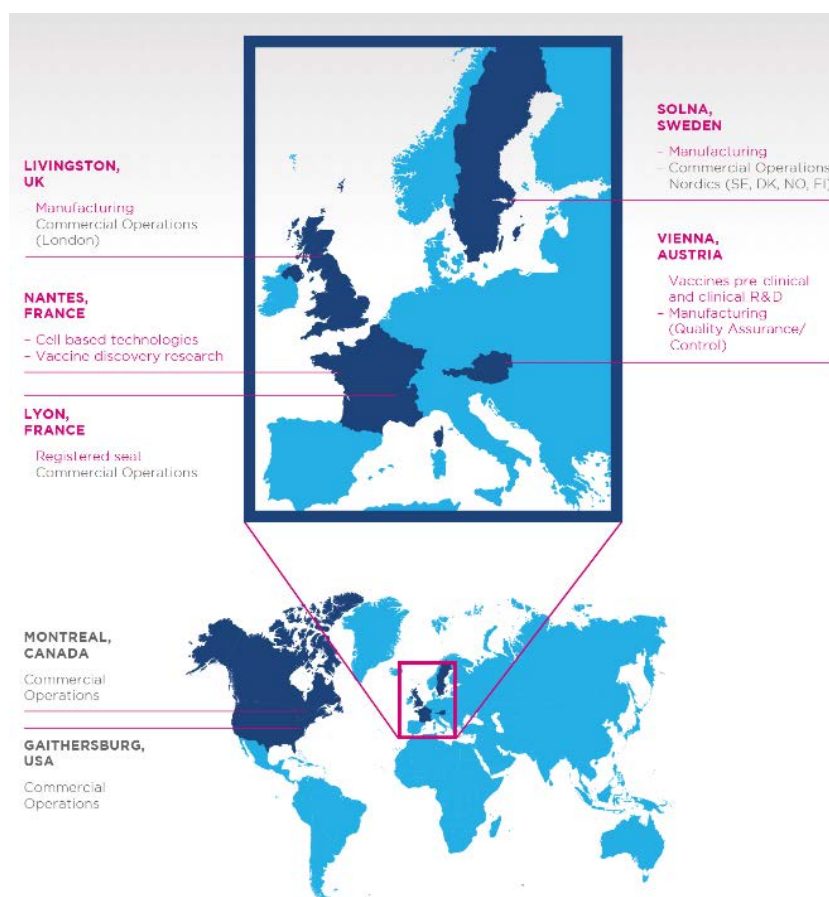 LIVINGSTON,
UK
Manufacturing
Commercial Operations
(London)
NANTES,
FRANCE
– Cell based technologies
– Vaccine discovery research
LYON,
FRANCE
Registered seat
Commercial Operations
SOLNA,
SWEDEN
– Manufacturing
– Commercial Operations
Nordics (SE, DK, NO, FI)
VIENNA,
AUSTRIA
Vaccines pre clinical
and clinical R&D
– Manufacturing
(Quality Assurance/
Control)
MONTREAL,
CANADA
Commercial
Operations
GAITHERSBURG,
USA
Commercial
Operations